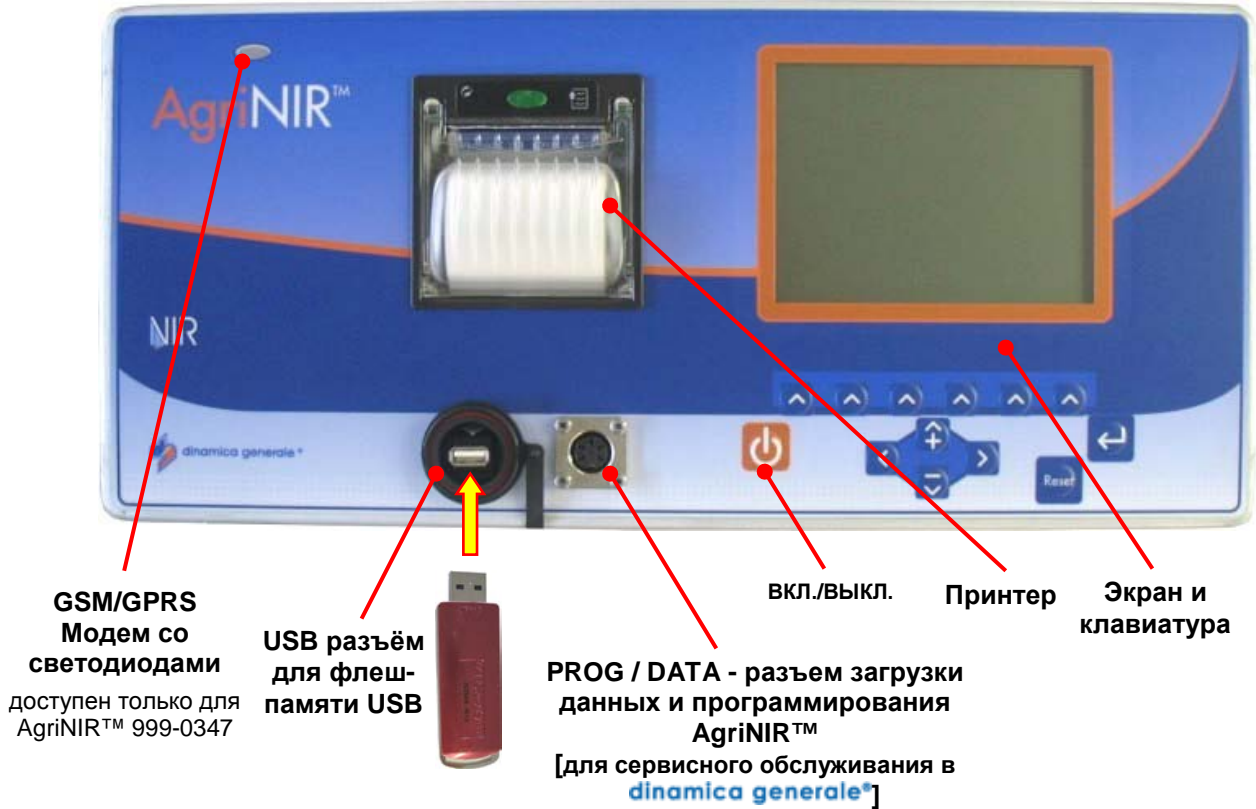 AgriNIR™
NIR
dinamica generale®
Reset
GSM/GPRS
Модем со
светодиодами
доступен только для
AgriNIR™ 999-0347
USB разъём
для флеш-
памяти USB
PROG / DATA - разъем загрузки
данных и программирования
AgriNIR™
[для сервисного обслуживания в
dinamica generale®]
ВКЛ./ВЫКЛ.
Принтер
Экран и
клавиатура